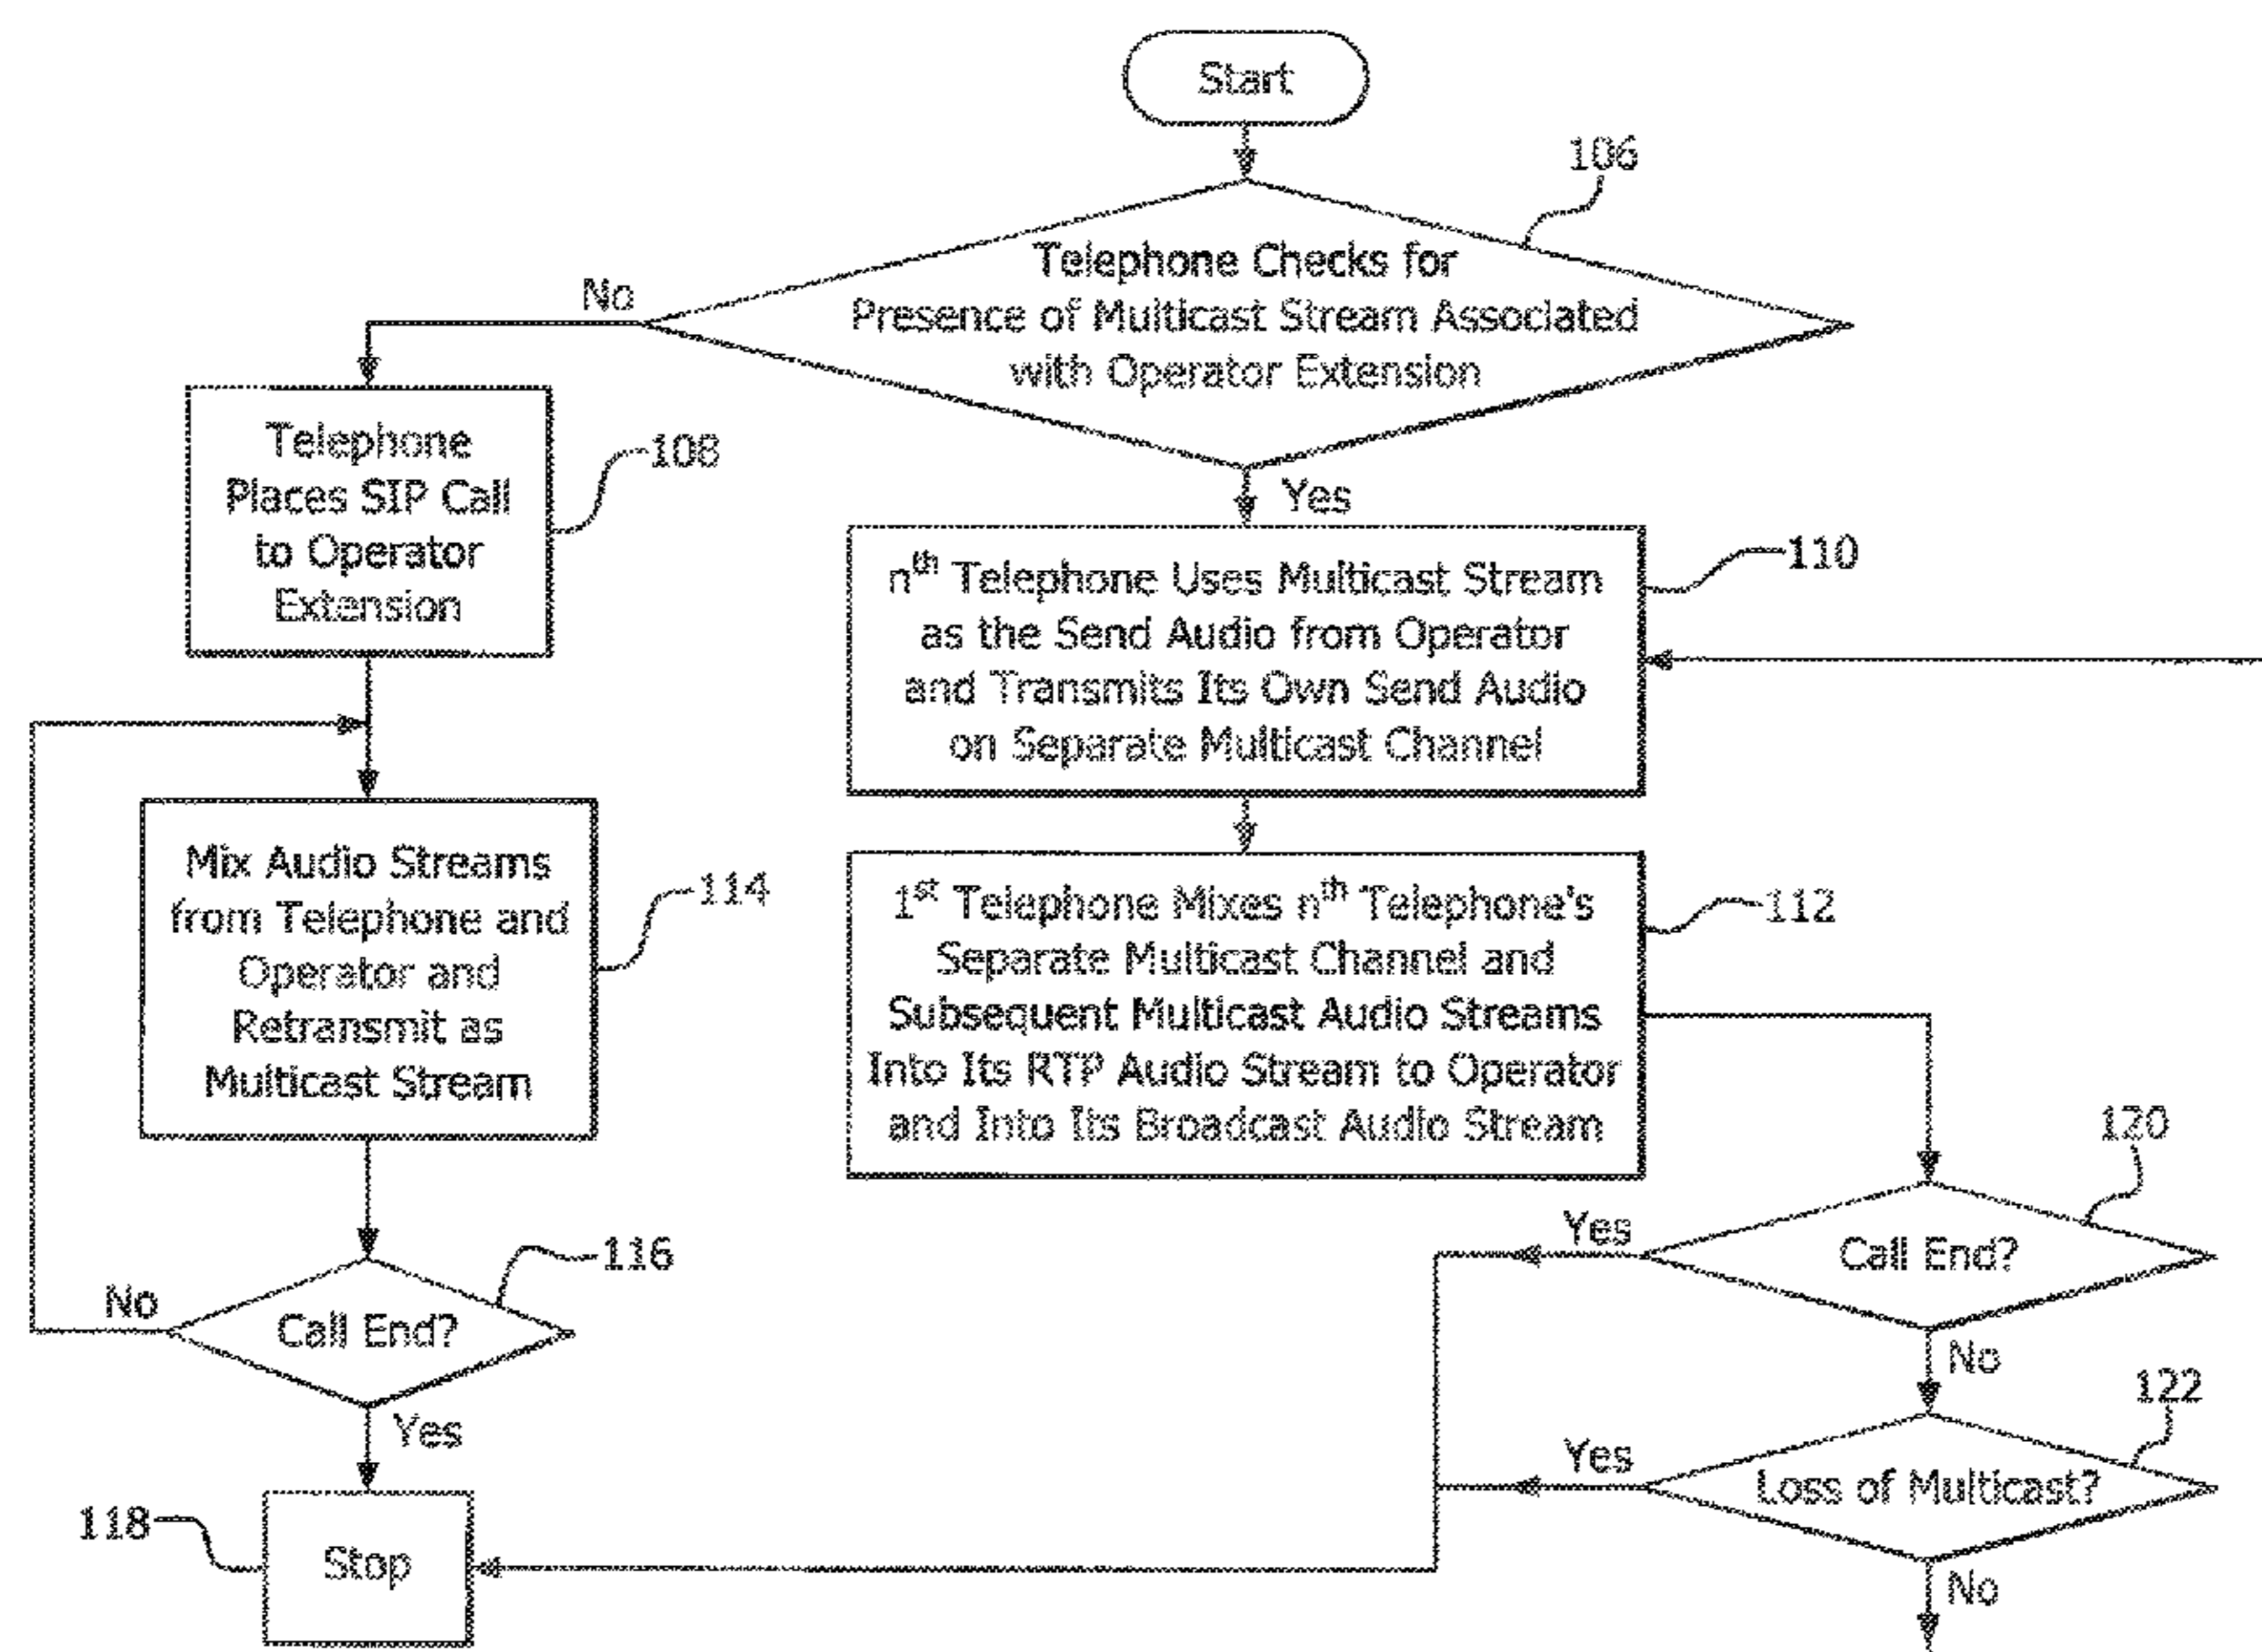 Start
106
Telephone Checks for
Presence of Multicast Stream Associated
with Operator Extension
No
Yes
Telephone
Places SIP Call
to Operator
Extension
108
nth Telephone Uses Multicast Stream
as the Send Audio from Operator
and Transmits Its Own Send Audio
on Separate Multicast Channel
110
Mix Audio Streams
from Telephone and
Operator and
Retransmit as
Multicast Stream
114
1st Telephone Mixes nth Telephone's
Separate Multicast Channel and
Subsequent Multicast Audio Streams
Into Its RTP Audio Stream to Operator
and Into Its Broadcast Audio Stream
112
120
Call End?
Yes
No
116
Call End?
No
Yes
122
Loss of Multicast?
Yes
No
118
Stop